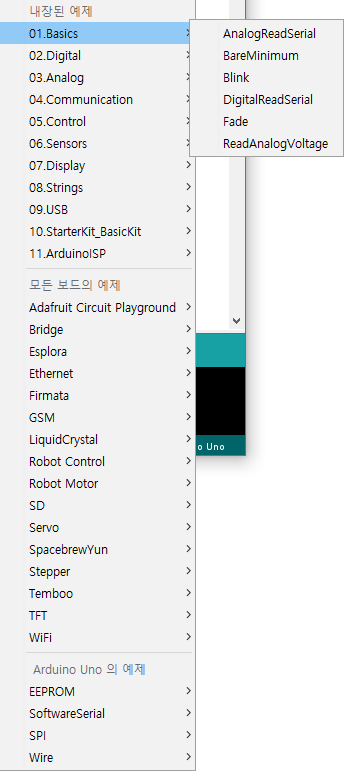 내장된 예제
01.Basics
02.Digital
03.Analog
04.Communication
05.Control
06.Sensors
07.Display
08.Strings
09.USB
10.StarterKit_BasicKit
11.ArduinoISP
모든 보드의 예제
Adafruit Circuit Playground
Bridge
Esplora
Ethernet
Firmata
GSM
LiquidCrystal
Robot Control
Robot Motor
SD
Servo
SpacebrewYun
Stepper
Temboo
TFT
WiFi
Arduino Uno 의 예제
EEPROM
SoftwareSerial
SPI
Wire
AnalogReadSerial
BareMinimum
Blink
DigitalReadSerial
Fade
ReadAnalogVoltage
o Uno